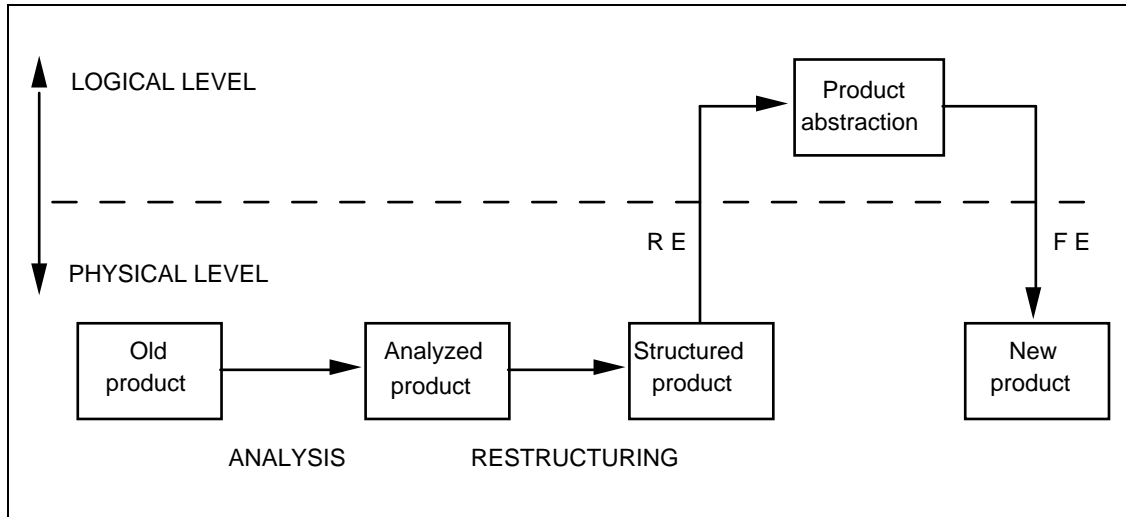 LOGICAL LEVEL
Product
abstraction
R E
F E
PHYSICAL LEVEL
Old
product
Analyzed
product
Structured
product
New
product
ANALYSIS
RESTRUCTURING